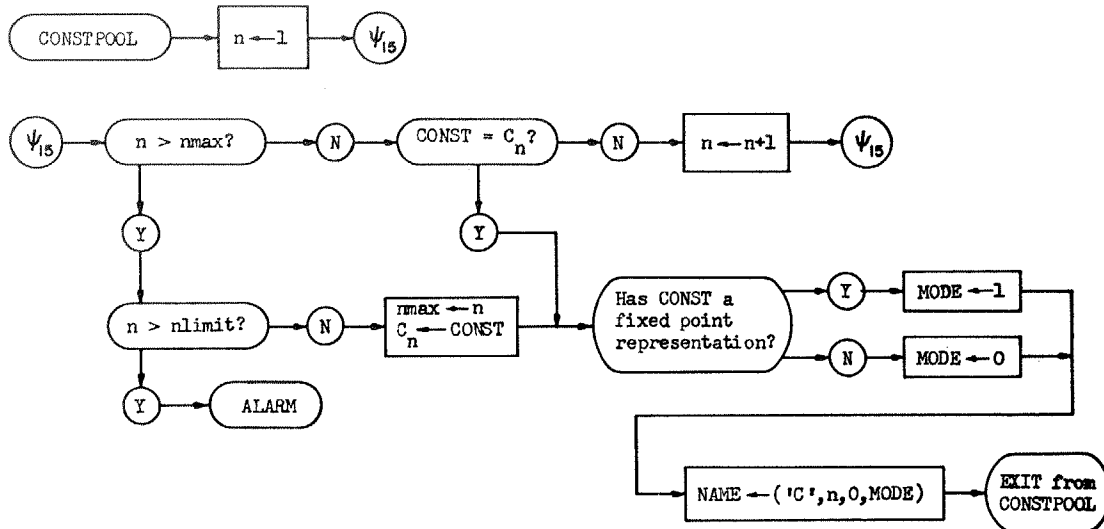 CONSTPOOL
n ← 1
ψ₁₅
ψ₁₅
n > nmax?
N
CONST = Cₙ?
N
n ← n+1
ψ₁₅
Y
Y
n > nlimit?
N
nmax ← n
Cₙ ← CONST
Has CONST a
fixed point
representation?
Y
MODE ← 1
N
MODE ← 0
Y
ALARM
NAME ← ('C',n,0,MODE)
EXIT from
CONSTPOOL